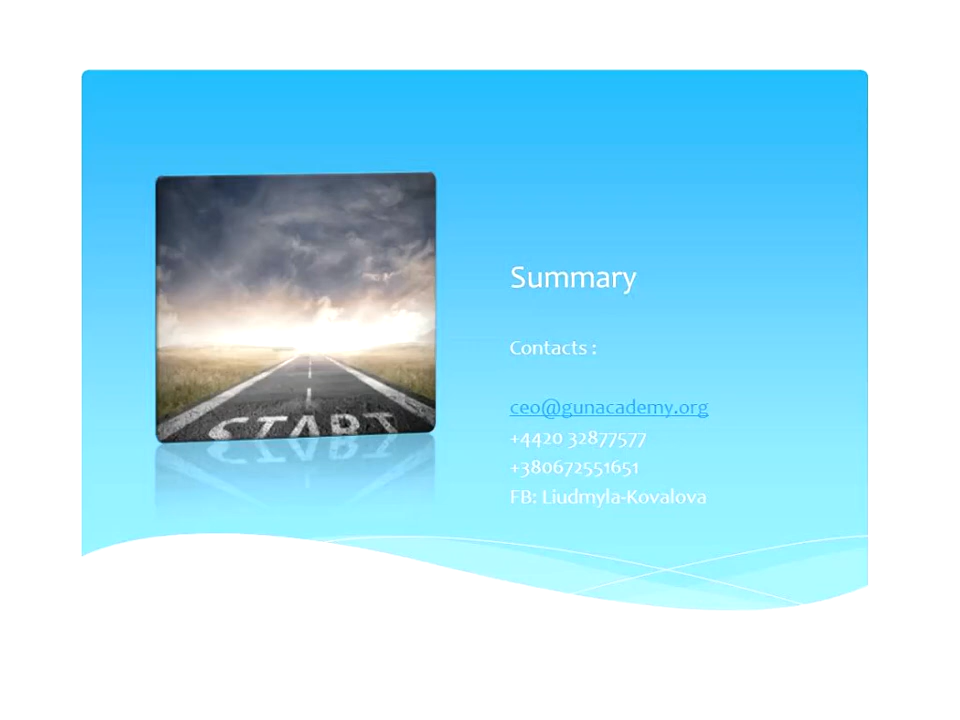 START
Summary
Contacts :
ceo@gunacademy.org
+4420 32877577
+380672551651
FB: Liudmyla-Kovalova